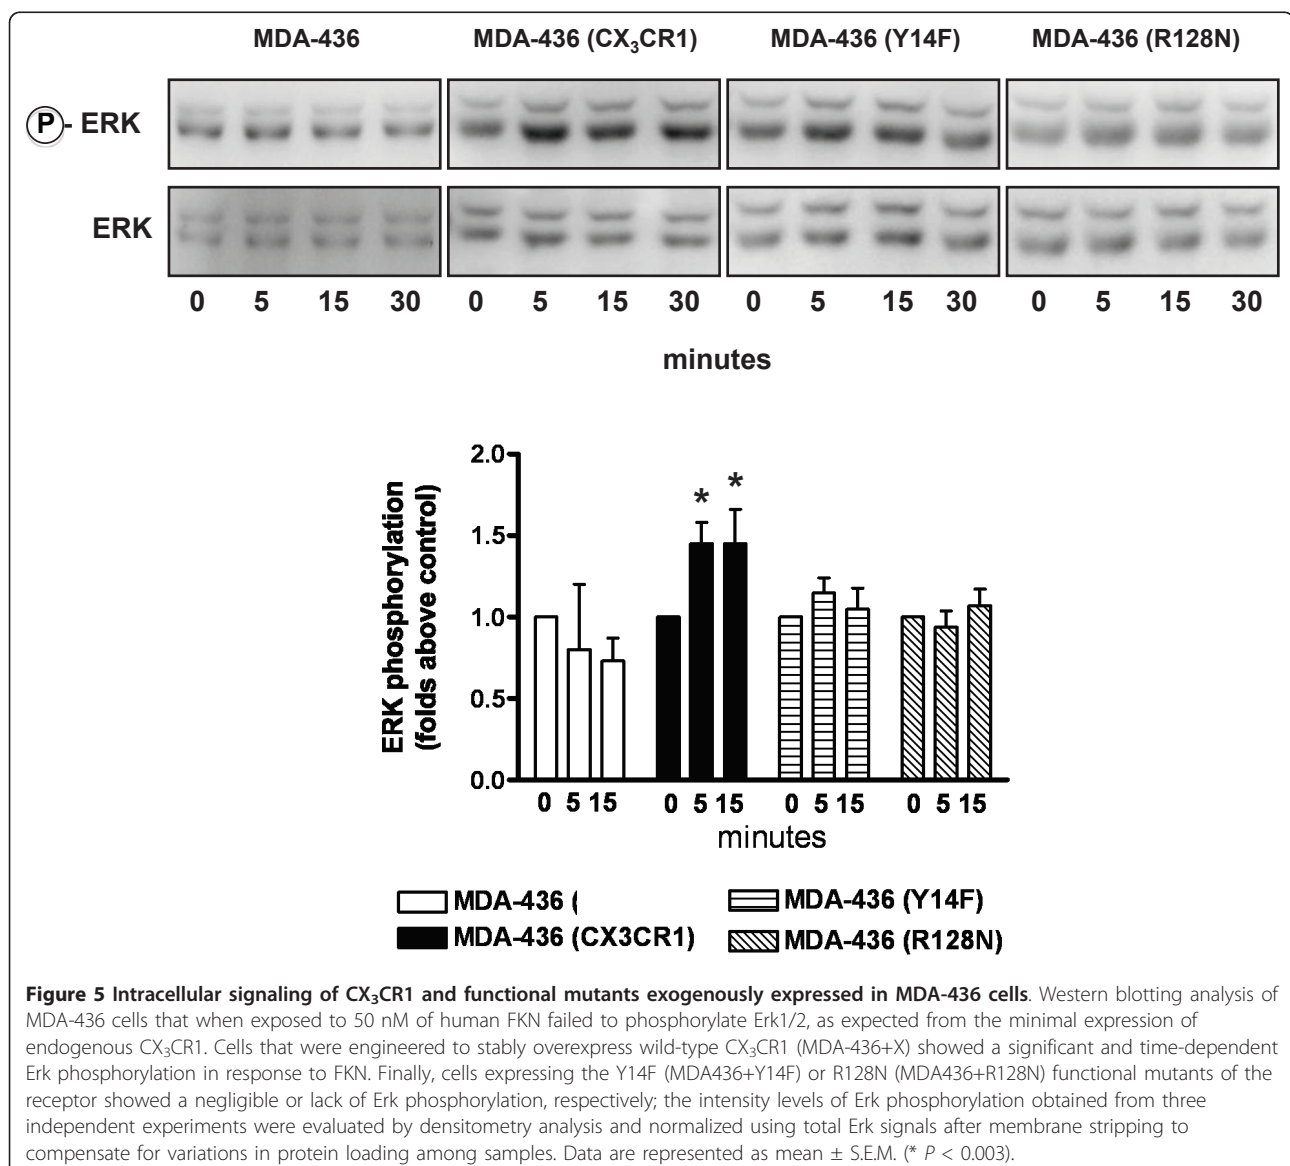 MDA-436 MDA-436 (CX₃CR1) MDA-436 (Y14F) MDA-436 (R128N)
P - ERK
ERK
0 5 15 30 0 5 15 30 0 5 15 30 0 5 15 30
minutes
ERK phosphorylation
(folds above control)
2.0
1.5
1.0
0.5
0.0
* *
0 5 15 0 5 15 0 5 15 0 5 15
minutes
MDA-436 ( MDA-436 (Y14F)
MDA-436 (CX3CR1) MDA-436 (R128N)
Figure 5 Intracellular signaling of CX₃CR1 and functional mutants exogenously expressed in MDA-436 cells. Western blotting analysis of
MDA-436 cells that when exposed to 50 nM of human FKN failed to phosphorylate Erk1/2, as expected from the minimal expression of
endogenous CX₃CR1. Cells that were engineered to stably overexpress wild-type CX₃CR1 (MDA-436+X) showed a significant and time-dependent
Erk phosphorylation in response to FKN. Finally, cells expressing the Y14F (MDA436+Y14F) or R128N (MDA436+R128N) functional mutants of the
receptor showed a negligible or lack of Erk phosphorylation, respectively; the intensity levels of Erk phosphorylation obtained from three
independent experiments were evaluated by densitometry analysis and normalized using total Erk signals after membrane stripping to
compensate for variations in protein loading among samples. Data are represented as mean ± S.E.M. (* P < 0.003).